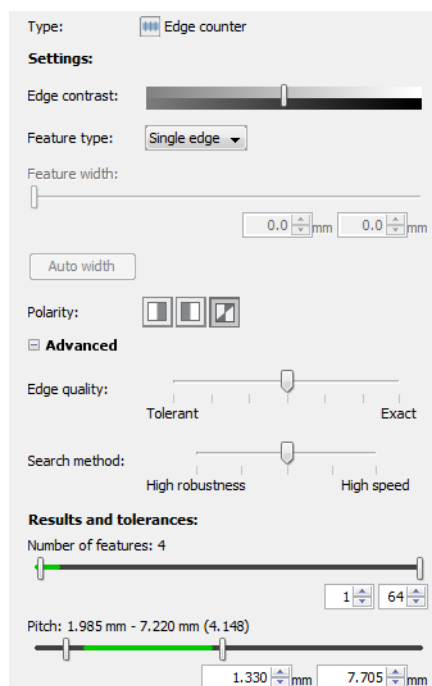 Type: Edge counter
Settings:
Edge contrast:
Feature type: Single edge
Feature width:
0.0 mm 0.0 mm
Auto width
Polarity:
Advanced
Edge quality:
Tolerant Exact
Search method:
High robustness High speed
Results and tolerances:
Number of features: 4
1 64
Pitch: 1.985 mm - 7.220 mm (4.148)
1.330 mm 7.705 mm